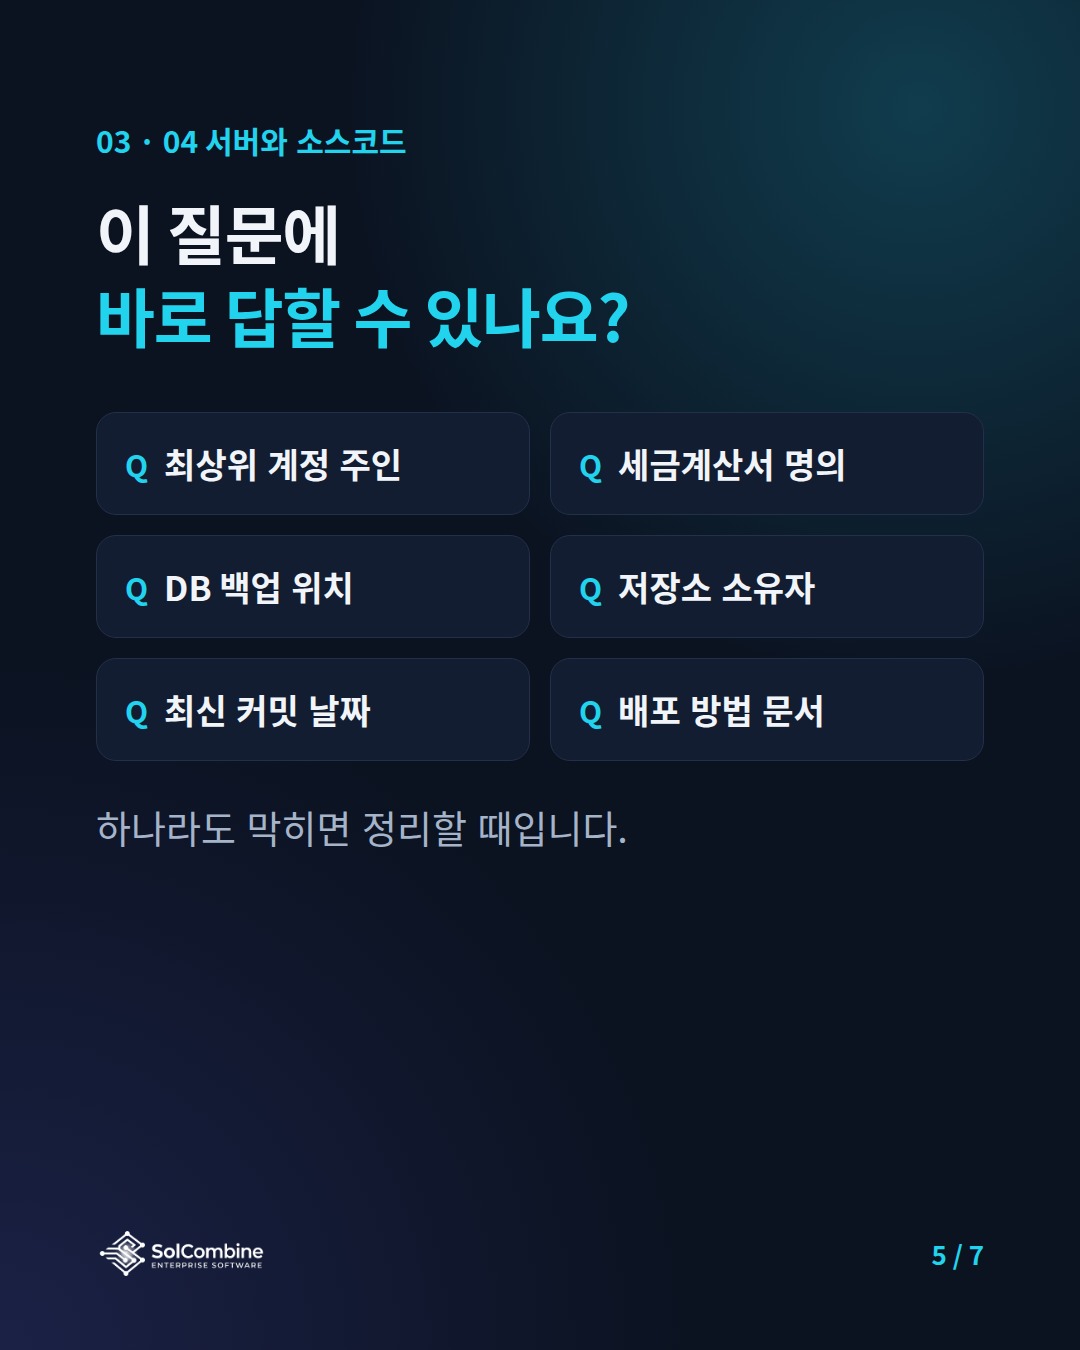 03 · 04 서버와 소스코드
이 질문에
바로 답할 수 있나요?
Q 최상위 계정 주인
Q 세금계산서 명의
Q DB 백업 위치
Q 저장소 소유자
Q 최신 커밋 날짜
Q 배포 방법 문서
하나라도 막히면 정리할 때입니다.
SolCombine
ENTERPRISE SOFTWARE
5 / 7